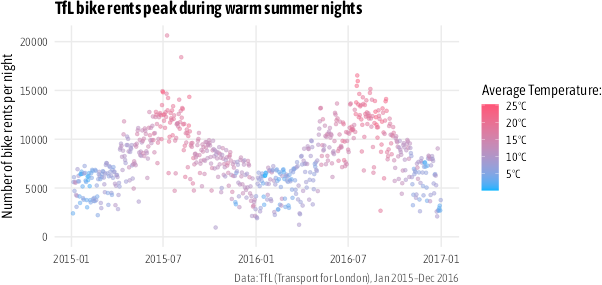 TfL bike rents peak during warm summer nights
Number of bike rents per night
20000
15000
10000
5000
0
2015-01
2015-07
2016-01
2016-07
2017-01
Average Temperature:
25°C
20°C
15°C
10°C
5°C
Data: TfL (Transport for London), Jan 2015–Dec 2016